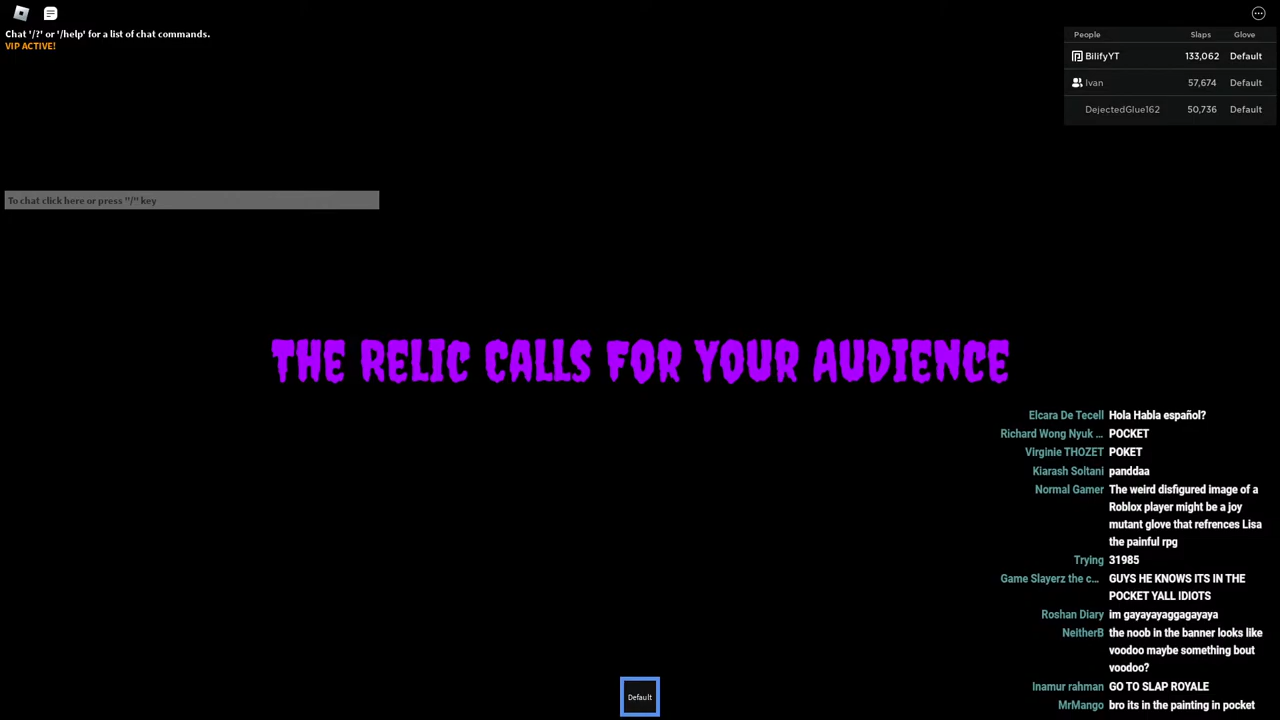 Chat '/?' or '/help' for a list of chat commands.
VIP ACTIVE!
People Slaps Glove
BilifyYT 133,062 Default
Ivan 57,674 Default
DejectedGlue162 50,736 Default
To chat click here or press "/" key
THE RELIC CALLS FOR YOUR AUDIENCE
Elcara De Tecell Hola Habla español?
Richard Wong Nyuk ... POCKET
Virginie THOZET POKET
Kiarash Soltani panddaa
Normal Gamer The weird disfigured image of a
Roblox player might be a joy
mutant glove that refrences Lisa
the painful rpg
Trying 31985
Game Slayerz the c... GUYS HE KNOWS ITS IN THE
POCKET YALL IDIOTS
Roshan Diary im gayayayaggagayaya
NeitherB the noob in the banner looks like
voodoo maybe something bout
voodoo?
Inamur rahman GO TO SLAP ROYALE
MrMango bro its in the painting in pocket
Default